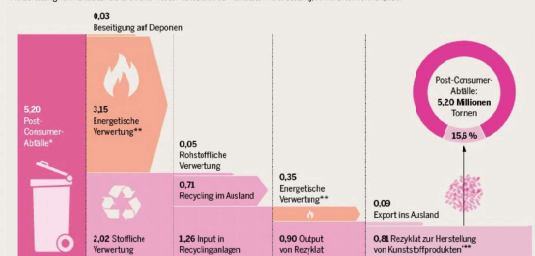 0,03
Beseitigung auf Deponen
5,20
Post-
Consumer-
Abfälle*
3,15
Energetische
Verwertung**
0,05
Rohstoffliche
Verwertung
0,71
Recycling im Ausland
0,35
Energetische
Verwertung**
0,09
Export ins Ausland
Post-Consumer-
Abfälle:
5,20 Millionen
Tonnen
15,6 %
2,02 Stoffliche
Verwertung
1,26 Input in
Recyclinganlagen
0,90 Output
von Rezyklat
0,81 Rezyklat zur Herstellung
von Kunststoffprodukten***